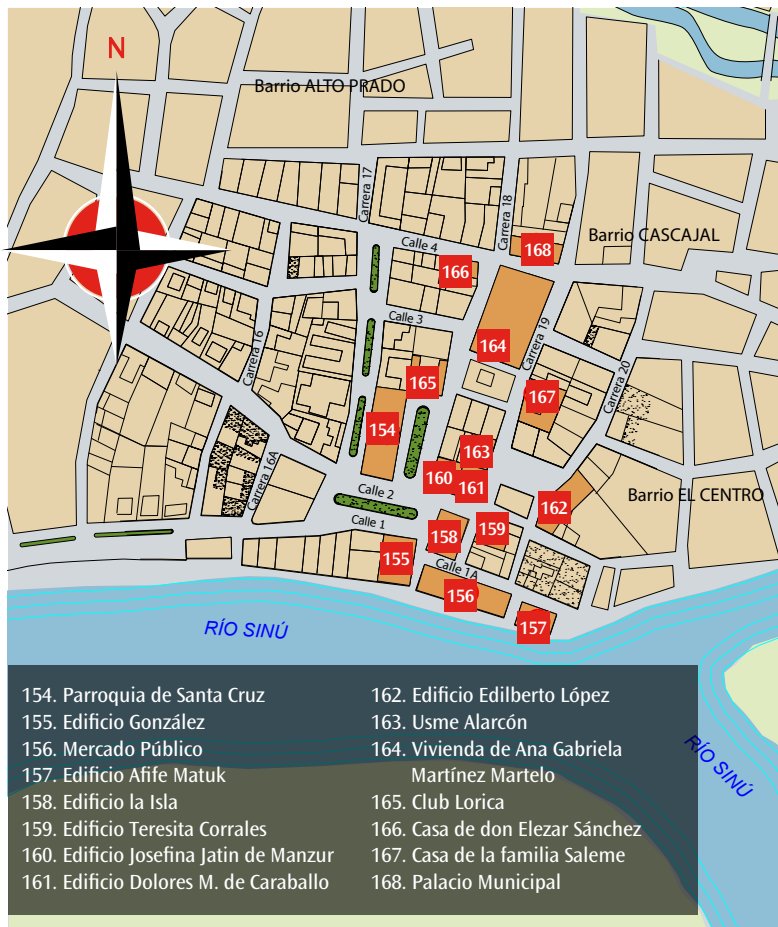 N
Barrio ALTO PRADO
Carrera 17
Carrera 18
Calle 4
168
Barrio CASCAJAL
166
Calle 3
164
Carrera 19
Carrera 16
165
167
Carrera 20
154
163
160
161
Carrera 16A
Calle 2
Barrio EL CENTRO
162
Calle 1
158
159
155
Calle 1A
156
157
RÍO SINÚ
RÍO SINÚ
154. Parroquia de Santa Cruz
155. Edificio González
156. Mercado Público
157. Edificio Afife Matuk
158. Edificio la Isla
159. Edificio Teresita Corrales
160. Edificio Josefina Jatin de Manzur
161. Edificio Dolores M. de Caraballo
162. Edificio Edilberto López
163. Usme Alarcón
164. Vivienda de Ana Gabriela
Martínez Martelo
165. Club Lorica
166. Casa de don Elezar Sánchez
167. Casa de la familia Saleme
168. Palacio Municipal